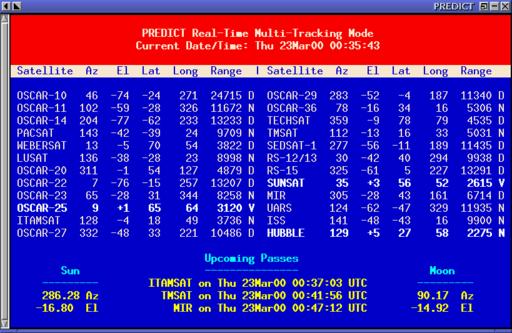 PREDICT
PREDICT Real-Time Multi-Tracking Mode
Current Date/Time: Thu 23Mar00 00:35:43
Satellite Az El Lat Long Range | Satellite Az El Lat Long Range
OSCAR-10 46 -74 -24 271 24715 D OSCAR-29 283 -52 -4 187 11340 D
OSCAR-11 102 -59 -28 326 11672 N OSCAR-36 78 -16 34 16 5306 N
OSCAR-14 204 -77 -62 233 13233 D TECHSAT 359 -9 78 79 4535 D
PACSAT 143 -42 -39 24 9709 N TMSAT 112 -13 16 33 5031 N
WEBERSAT 13 -5 70 54 3822 D SEDSAT-1 277 -56 -11 189 11435 D
LUSAT 136 -38 -28 23 8998 N RS-12/13 30 -42 40 294 9938 D
OSCAR-20 311 -1 54 127 4879 D RS-15 325 -61 5 227 13291 D
OSCAR-22 7 -76 -15 257 13207 D SUNSAT 35 +3 56 52 2615 V
OSCAR-23 65 -28 31 344 8258 N MIR 305 -28 43 161 6714 D
OSCAR-25 9 +1 65 64 3120 V UARS 124 -62 -47 329 11935 N
ITAMSAT 128 -4 18 49 3736 N ISS 141 -48 -43 16 9900 N
OSCAR-27 332 -48 33 221 10486 D HUBBLE 129 +5 27 58 2275 N
Upcoming Passes
Sun Moon
ITAMSAT on Thu 23Mar00 00:37:03 UTC
286.28 Az TMSAT on Thu 23Mar00 00:41:56 UTC 90.17 Az
-16.80 El MIR on Thu 23Mar00 00:47:12 UTC -14.92 El